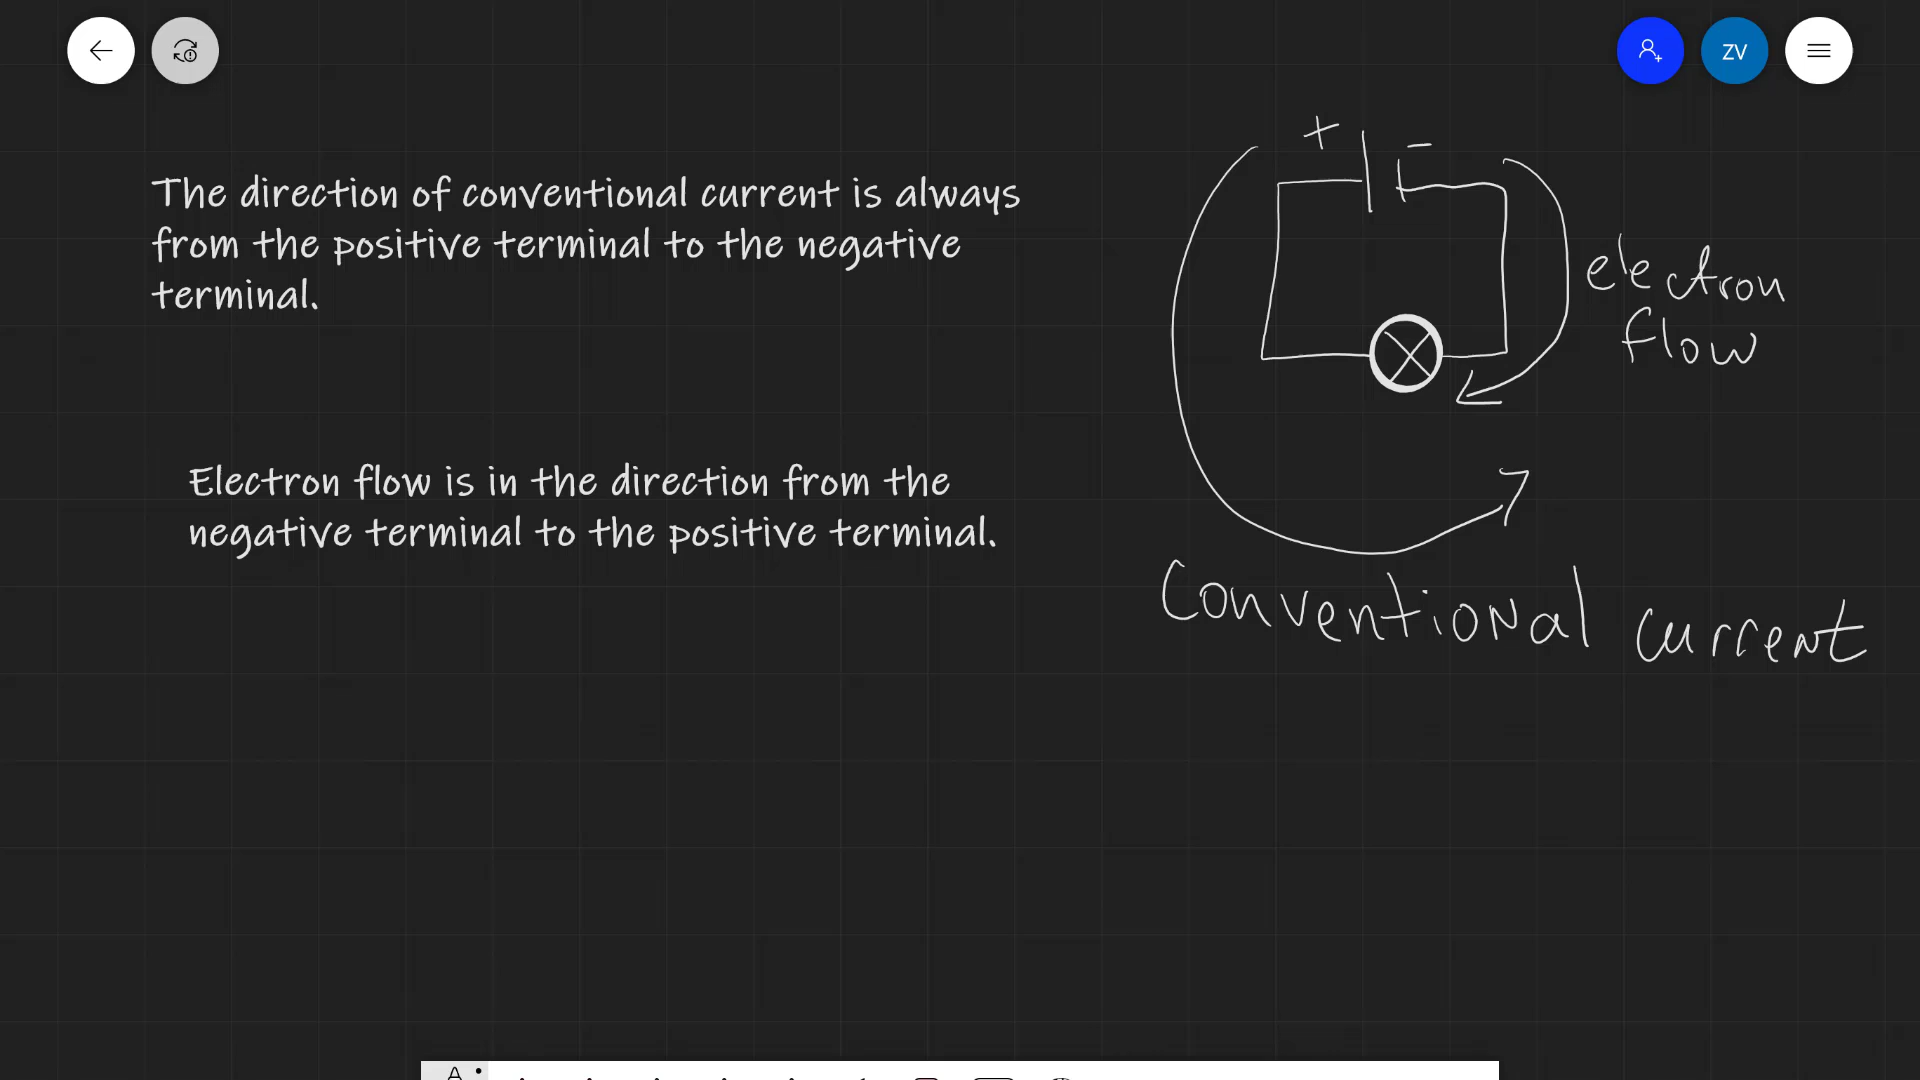 ZV
The direction of conventional current is always
from the positive terminal to the negative
terminal.
Electron flow is in the direction from the
negative terminal to the positive terminal.
+ -
electron
flow
Conventional current